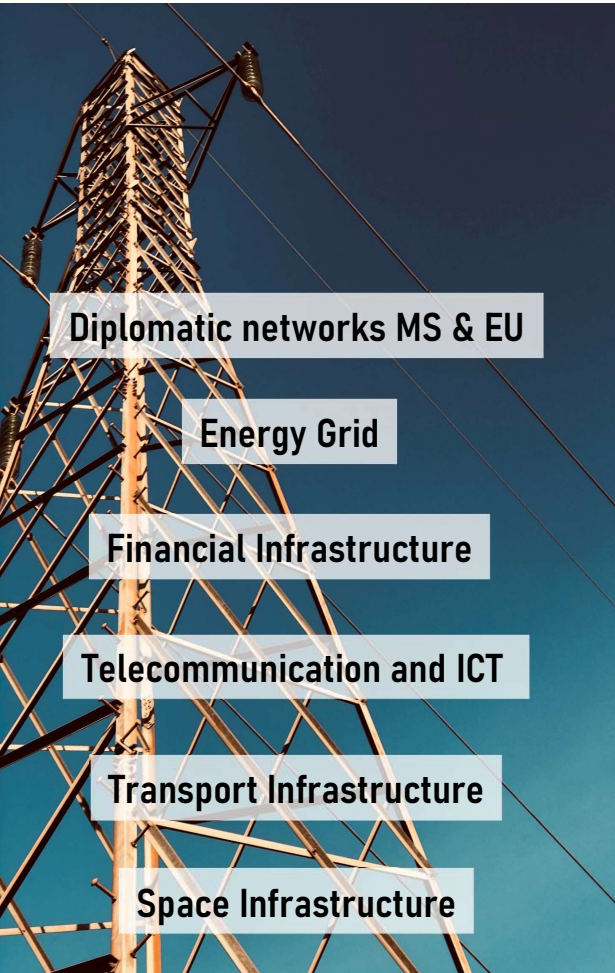 Diplomatic networks MS & EU
Energy Grid
Financial Infrastructure
Telecommunication and ICT
Transport Infrastructure
Space Infrastructure